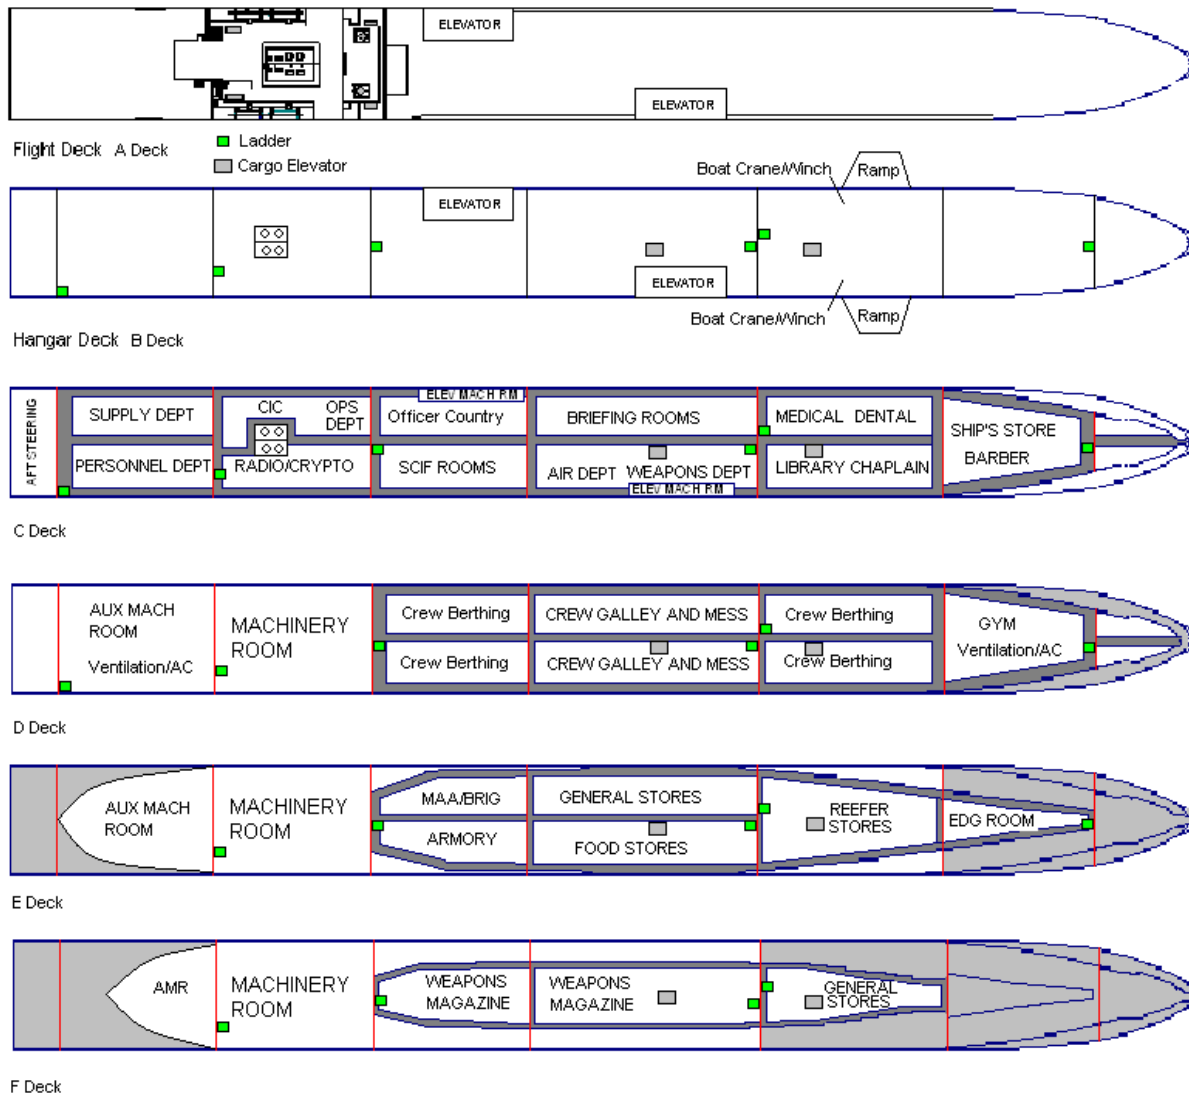 ELEVATOR
ELEVATOR
Flight Deck A Deck
Ladder
Cargo Elevator
Boat Crane/Winch
Ramp
ELEVATOR
ELEVATOR
Boat Crane/Winch
Ramp
Hangar Deck B Deck
AFT STEERING
SUPPLY DEPT
CIC
OPS
DEPT
ELEV MACH RM
Officer Country
BRIEFING ROOMS
MEDICAL DENTAL
SHIP'S STORE
BARBER
PERSONNEL DEPT
RADIO/CRYPTO
SCIF ROOMS
AIR DEPT
WEAPONS DEPT
LIBRARY CHAPLAIN
ELEV MACH RM
C Deck
AUX MACH
ROOM
Ventilation/AC
MACHINERY
ROOM
Crew Berthing
CREW GALLEY AND MESS
Crew Berthing
GYM
Ventilation/AC
Crew Berthing
CREW GALLEY AND MESS
Crew Berthing
D Deck
AUX MACH
ROOM
MACHINERY
ROOM
MAA/BRIG
GENERAL STORES
REEFER
STORES
EDG ROOM
ARMORY
FOOD STORES
E Deck
AMR
MACHINERY
ROOM
WEAPONS
MAGAZINE
WEAPONS
MAGAZINE
GENERAL
STORES
F Deck